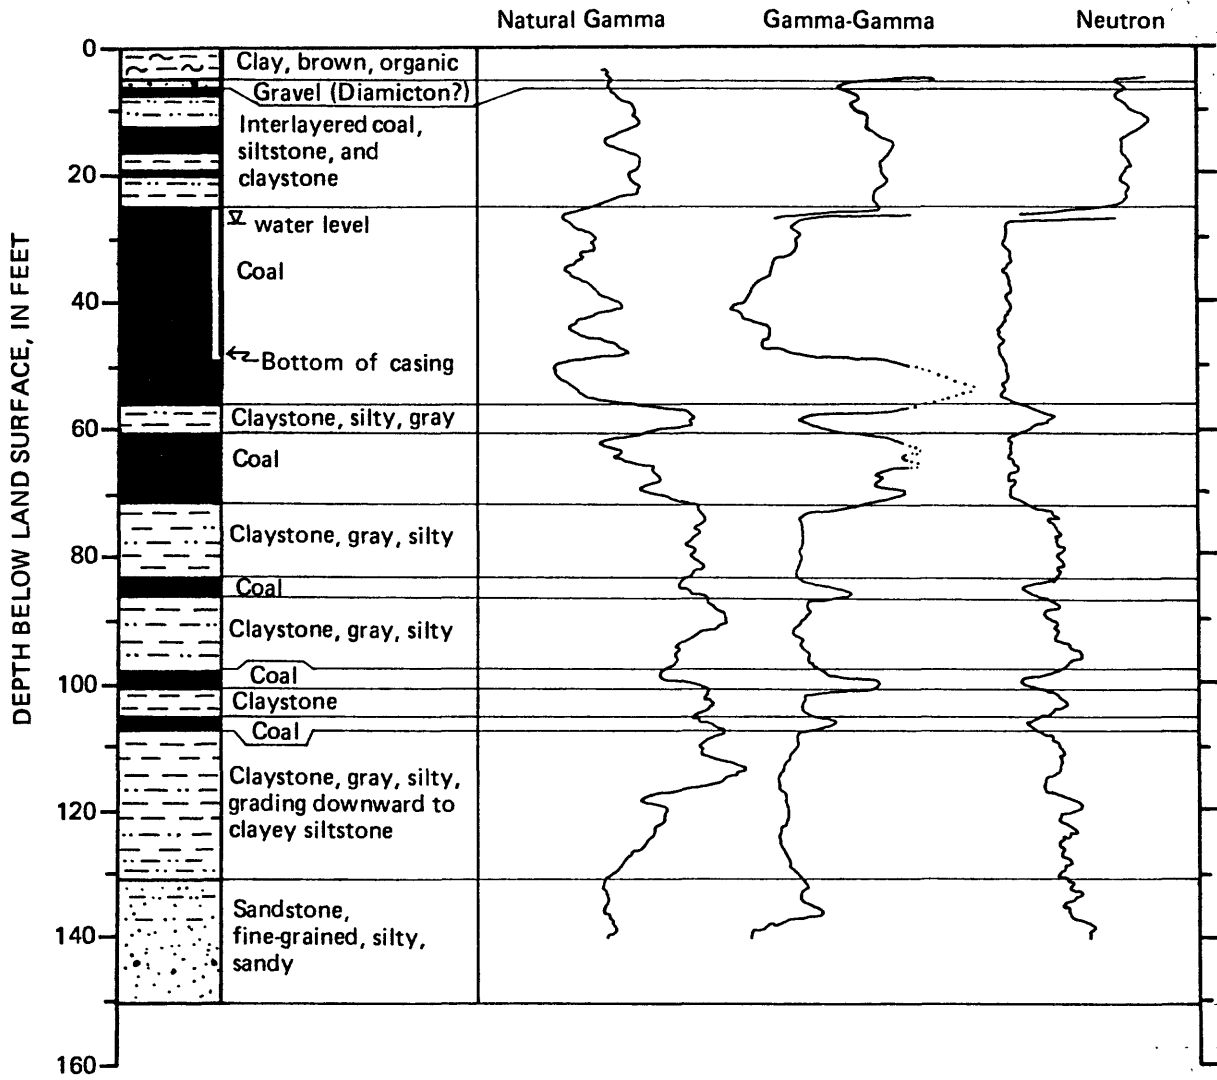 Natural Gamma Gamma-Gamma Neutron
DEPTH BELOW LAND SURFACE, IN FEET
0
Clay, brown, organic
Gravel (Diamicton?)
Interlayered coal,
siltstone, and
claystone
20
water level
Coal
40
Bottom of casing
Claystone, silty, gray
60
Coal
Claystone, gray, silty
80
Coal
Claystone, gray, silty
Coal
100
Claystone
Coal
Claystone, gray, silty,
grading downward to
clayey siltstone
120
Sandstone,
fine-grained, silty,
sandy
140
160